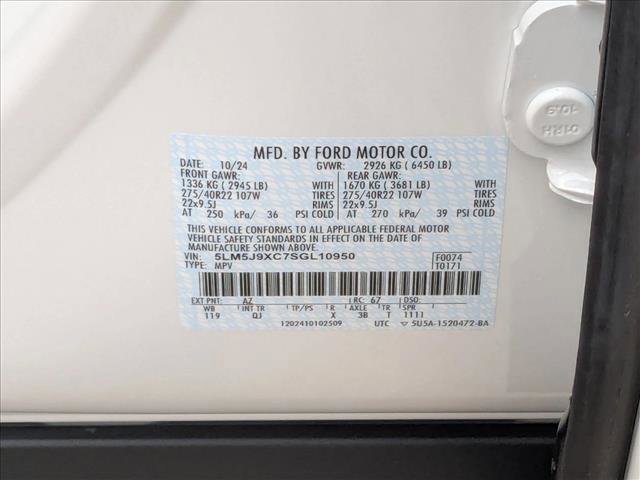 10.9
01RH
MFD. BY FORD MOTOR CO.
DATE: 10/24 GVWR: 2926 KG ( 6450 LB)
FRONT GAWR: REAR GAWR:
1336 KG ( 2945 LB) WITH 1670 KG ( 3681 LB) WITH
275/40R22 107W TIRES 275/40R22 107W TIRES
22x9.5J RIMS 22x9.5J RIMS
AT 250 kPa/ 36 PSI COLD AT 270 kPa/ 39 PSI COLD
THIS VEHICLE CONFORMS TO ALL APPLICABLE FEDERAL MOTOR
VEHICLE SAFETY STANDARDS IN EFFECT ON THE DATE OF
MANUFACTURE SHOWN ABOVE.
VIN: 5LM5J9XC7SGL10950 F0074
TYPE: MPV T0171
EXT PNT: AZ RC: 67 DSO:
WB INT TR TP/PS R AXLE TR SPR
119 QJ X 3B T 1111
1202410102509 UTC ▽ 5U5A-1520472-BA